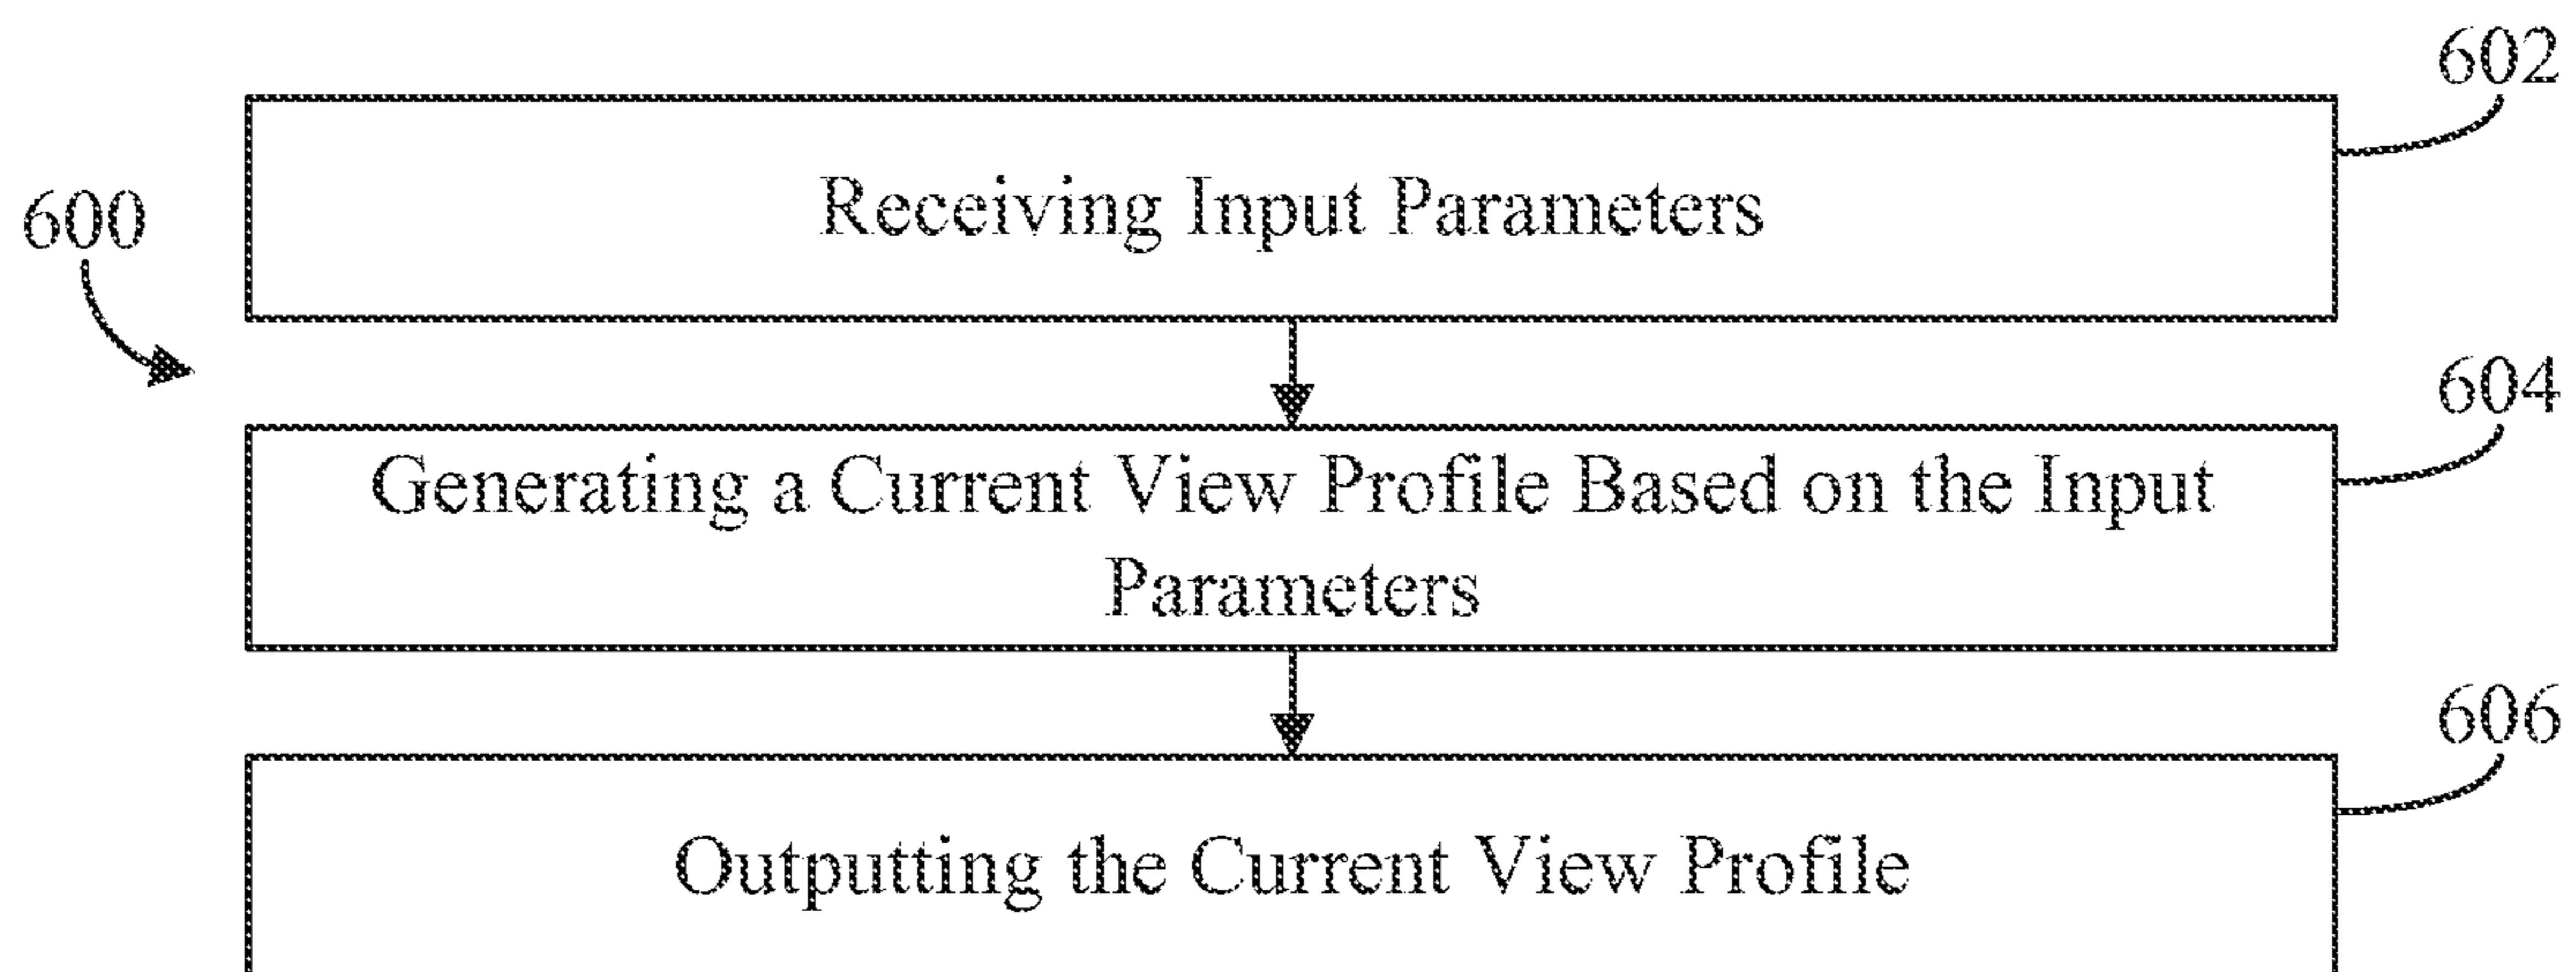 602
Receiving Input Parameters
600
604
Generating a Current View Profile Based on the Input
Parameters
606
Outputting the Current View Profile